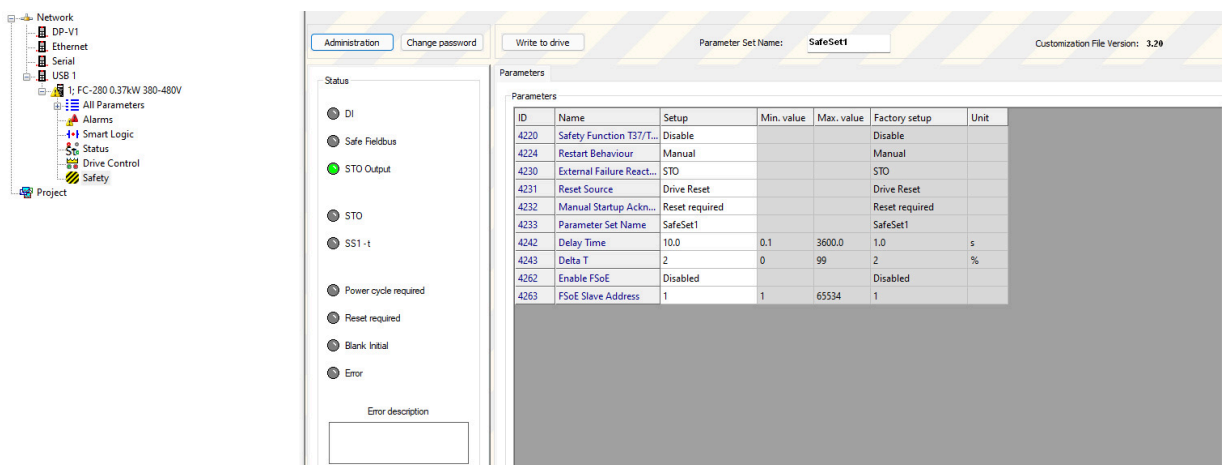 Network
DP-V1
Ethernet
Serial
USB 1
1; FC-280 0.37kW 380-480V
All Parameters
Alarms
Smart Logic
Status
Drive Control
Safety
Project
Administration Change password Write to drive Parameter Set Name: SafeSet1 Customization File Version: 3.20
Status
DI
Safe Fieldbus
STO Output
STO
SS1 -t
Power cycle required
Reset required
Blank Initial
Error
Error description
Parameters
Parameters
ID Name Setup Min. value Max. value Factory setup Unit
4220 Safety Function T37/T... Disable Disable
4224 Restart Behaviour Manual Manual
4230 External Failure React... STO STO
4231 Reset Source Drive Reset Drive Reset
4232 Manual Startup Ackn... Reset required Reset required
4233 Parameter Set Name SafeSet1 SafeSet1
4242 Delay Time 10.0 0.1 3600.0 1.0 s
4243 Delta T 2 0 99 2 %
4262 Enable FSoE Disabled Disabled
4263 FSoE Slave Address 1 1 65534 1